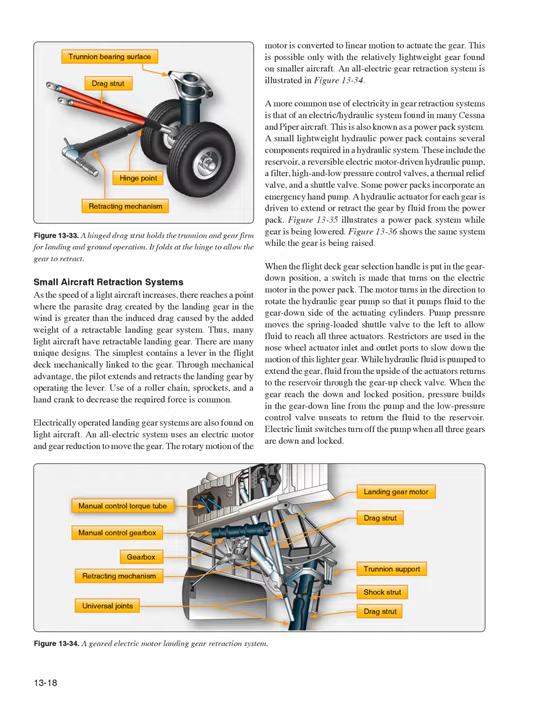 Trunnion bearing surface
Drag strut
Hinge point
Retracting mechanism
Figure 13-33. A hinged drag strut holds the trunnion and gear firm
for landing and ground operation. It folds at the hinge to allow the
gear to retract.
Small Aircraft Retraction Systems
As the speed of a light aircraft increases, there reaches a point
where the parasite drag created by the landing gear in the
wind is greater than the induced drag caused by the added
weight of a retractable landing gear system. Thus, many
light aircraft have retractable landing gear. There are many
unique designs. The simplest contains a lever in the flight
deck mechanically linked to the gear. Through mechanical
advantage, the pilot extends and retracts the landing gear by
operating the lever. Use of a roller chain, sprockets, and a
hand crank to decrease the required force is common.
Electrically operated landing gear systems are also found on
light aircraft. An all-electric system uses an electric motor
and gear reduction to move the gear. The rotary motion of the
motor is converted to linear motion to actuate the gear. This
is possible only with the relatively lightweight gear found
on smaller aircraft. An all-electric gear retraction system is
illustrated in Figure 13-34.
A more common use of electricity in gear retraction systems
is that of an electric/hydraulic system found in many Cessna
and Piper aircraft. This is also known as a power pack system.
A small lightweight hydraulic power pack contains several
components required in a hydraulic system. These include the
reservoir, a reversible electric motor-driven hydraulic pump,
a filter, high-and-low pressure control valves, a thermal relief
valve, and a shuttle valve. Some power packs incorporate an
emergency hand pump. A hydraulic actuator for each gear is
driven to extend or retract the gear by fluid from the power
pack. Figure 13-35 illustrates a power pack system while
gear is being lowered. Figure 13-36 shows the same system
while the gear is being raised.
When the flight deck gear selection handle is put in the gear-
down position, a switch is made that turns on the electric
motor in the power pack. The motor turns in the direction to
rotate the hydraulic gear pump so that it pumps fluid to the
gear-down side of the actuating cylinders. Pump pressure
moves the spring-loaded shuttle valve to the left to allow
fluid to reach all three actuators. Restrictors are used in the
nose wheel actuator inlet and outlet ports to slow down the
motion of this lighter gear. While hydraulic fluid is pumped to
extend the gear, fluid from the upside of the actuators returns
to the reservoir through the gear-up check valve. When the
gear reach the down and locked position, pressure builds
in the gear-down line from the pump and the low-pressure
control valve unseats to return the fluid to the reservoir.
Electric limit switches turn off the pump when all three gears
are down and locked.
Manual control torque tube
Manual control gearbox
Gearbox
Retracting mechanism
Universal joints
Landing gear motor
Drag strut
Trunnion support
Shock strut
Drag strut
Figure 13-34. A geared electric motor landing gear retraction system.
13-18